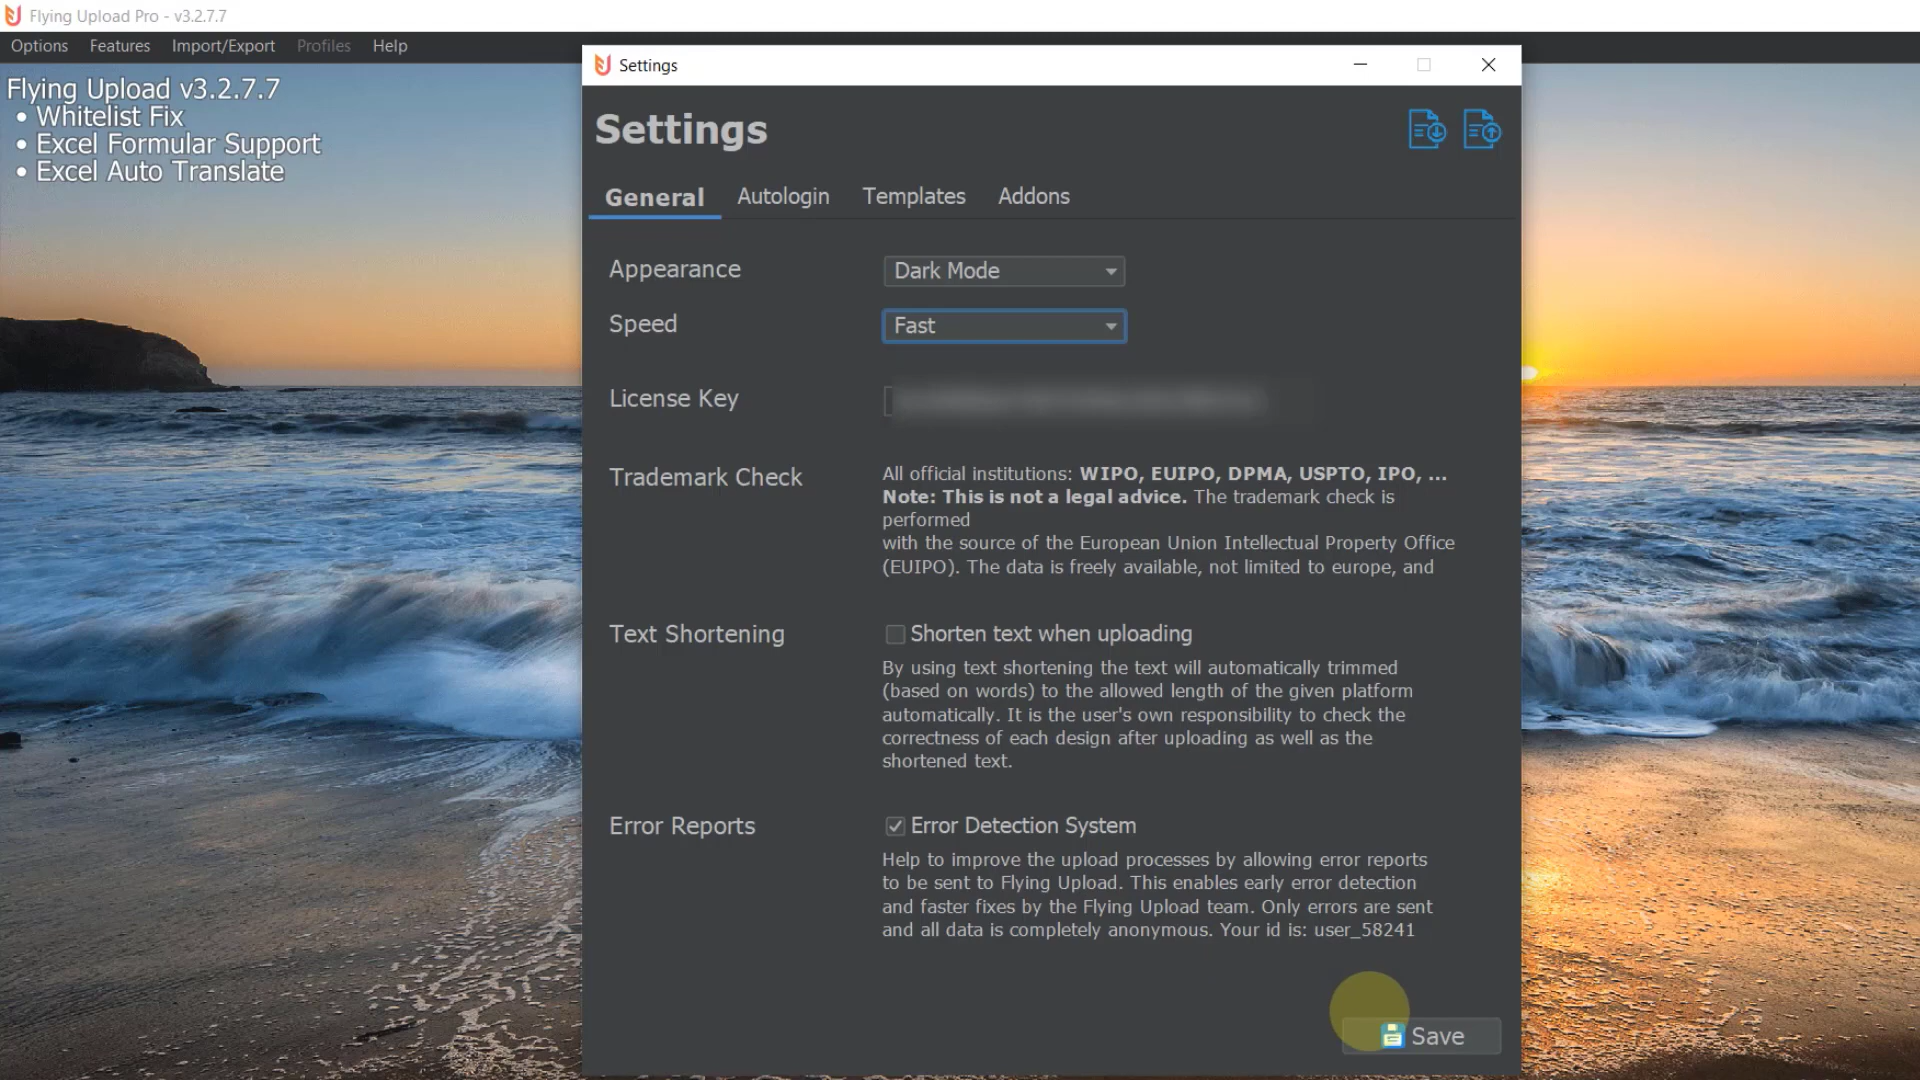 Flying Upload Pro - v3.2.7.7
Options Features Import/Export Profiles Help
Flying Upload v3.2.7.7
• Whitelist Fix
• Excel Formular Support
• Excel Auto Translate
Settings
Settings
General Autologin Templates Addons
Appearance Dark Mode
Speed Fast
License Key
Trademark Check
All official institutions: WIPO, EUIPO, DPMA, USPTO, IPO, ...
Note: This is not a legal advice. The trademark check is
performed
with the source of the European Union Intellectual Property Office
(EUIPO). The data is freely available, not limited to europe, and
Text Shortening Shorten text when uploading
By using text shortening the text will automatically trimmed
(based on words) to the allowed length of the given platform
automatically. It is the user's own responsibility to check the
correctness of each design after uploading as well as the
shortened text.
Error Reports Error Detection System
Help to improve the upload processes by allowing error reports
to be sent to Flying Upload. This enables early error detection
and faster fixes by the Flying Upload team. Only errors are sent
and all data is completely anonymous. Your id is: user_58241
Save